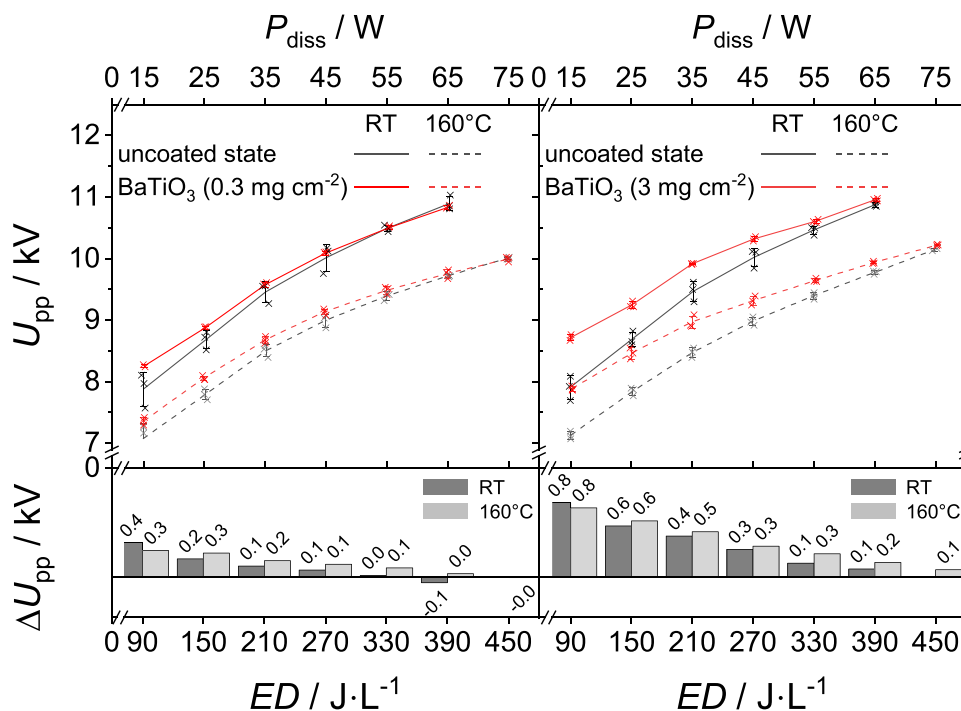 P_diss / W
P_diss / W
0 15 25 35 45 55 65 75
0 15 25 35 45 55 65 75
RT 160°C
uncoated state
BaTiO₃ (0.3 mg cm⁻²)
RT 160°C
uncoated state
BaTiO₃ (3 mg cm⁻²)
U_pp / kV
12
11
10
9
8
7
0
ΔU_pp / kV
RT
160°C
0.4 0.3 0.2 0.3 0.1 0.2 0.1 0.1 0.0 0.1 -0.1 0.0 -0.0
RT
160°C
0.8 0.8 0.6 0.6 0.4 0.5 0.3 0.3 0.1 0.3 0.1 0.2 0.1
0 90 150 210 270 330 390 450
90 150 210 270 330 390 450
ED / J·L⁻¹
ED / J·L⁻¹